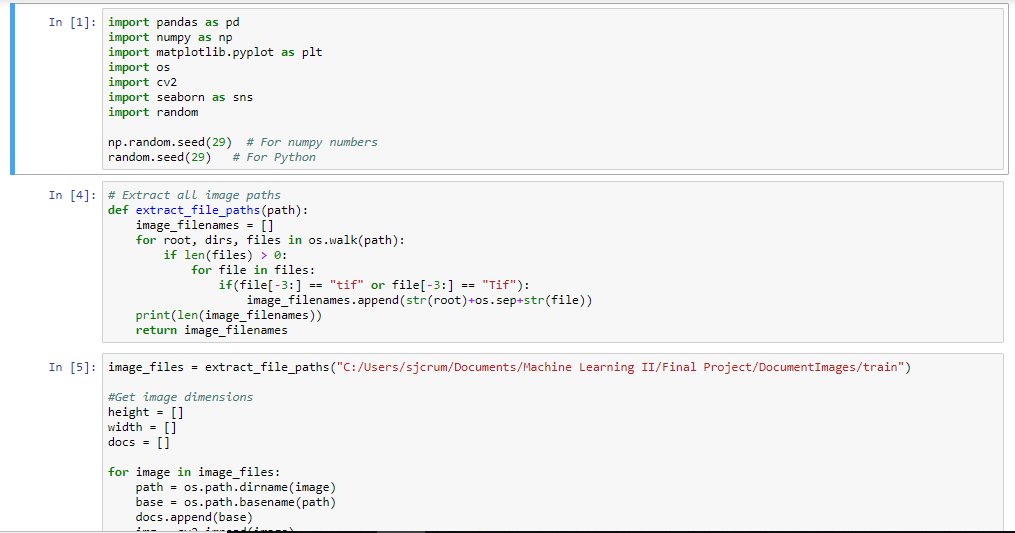 In [1]: import pandas as pd
import numpy as np
import matplotlib.pyplot as plt
import os
import cv2
import seaborn as sns
import random

np.random.seed(29)  # For numpy numbers
random.seed(29)   # For Python

In [4]: # Extract all image paths
def extract_file_paths(path):
    image_filenames = []
    for root, dirs, files in os.walk(path):
        if len(files) > 0:
            for file in files:
                if(file[-3:] == "tif" or file[-3:] == "Tif"):
                    image_filenames.append(str(root)+os.sep+str(file))
    print(len(image_filenames))
    return image_filenames

In [5]: image_files = extract_file_paths("C:/Users/sjcrum/Documents/Machine Learning II/Final Project/DocumentImages/train")

#Get image dimensions
height = []
width = []
docs = []

for image in image_files:
    path = os.path.dirname(image)
    base = os.path.basename(path)
    docs.append(base)